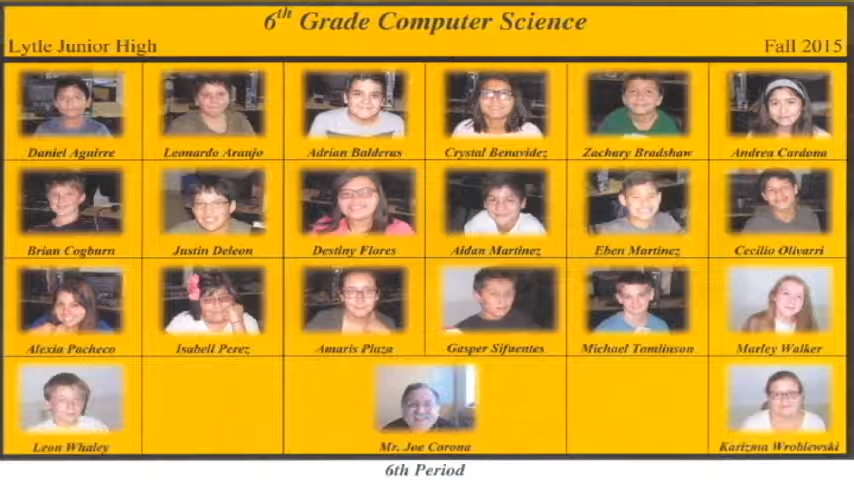 6th Grade Computer Science
Lytle Junior High Fall 2015
Daniel Aguirre Leonardo Araujo Adrian Balderas Crystal Benavidez Zachary Bradshaw Andrea Cardona
Brian Cogburn Justin Deleon Destiny Flores Aidan Martinez Eben Martinez Cecilio Olivarri
Alexia Pacheco Isabell Perez Amaris Plaza Gasper Sifuentes Michael Tomlinson Marley Walker
Leon Whaley Mr. Joe Corona Karizma Wroblewski
6th Period